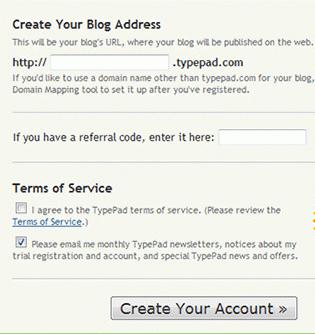 Create Your Blog Address
This will be your blog's URL, where your blog will be published on the web.
http:// .typepad.com
If you'd like to use a domain name other than typepad.com for your blog,
Domain Mapping tool to set it up after you've registered.
If you have a referral code, enter it here:
Terms of Service
I agree to the TypePad terms of service. (Please review the
Terms of Service.)
Please email me monthly TypePad newsletters, notices about my
trial registration and account, and special TypePad news and offers.
Create Your Account »